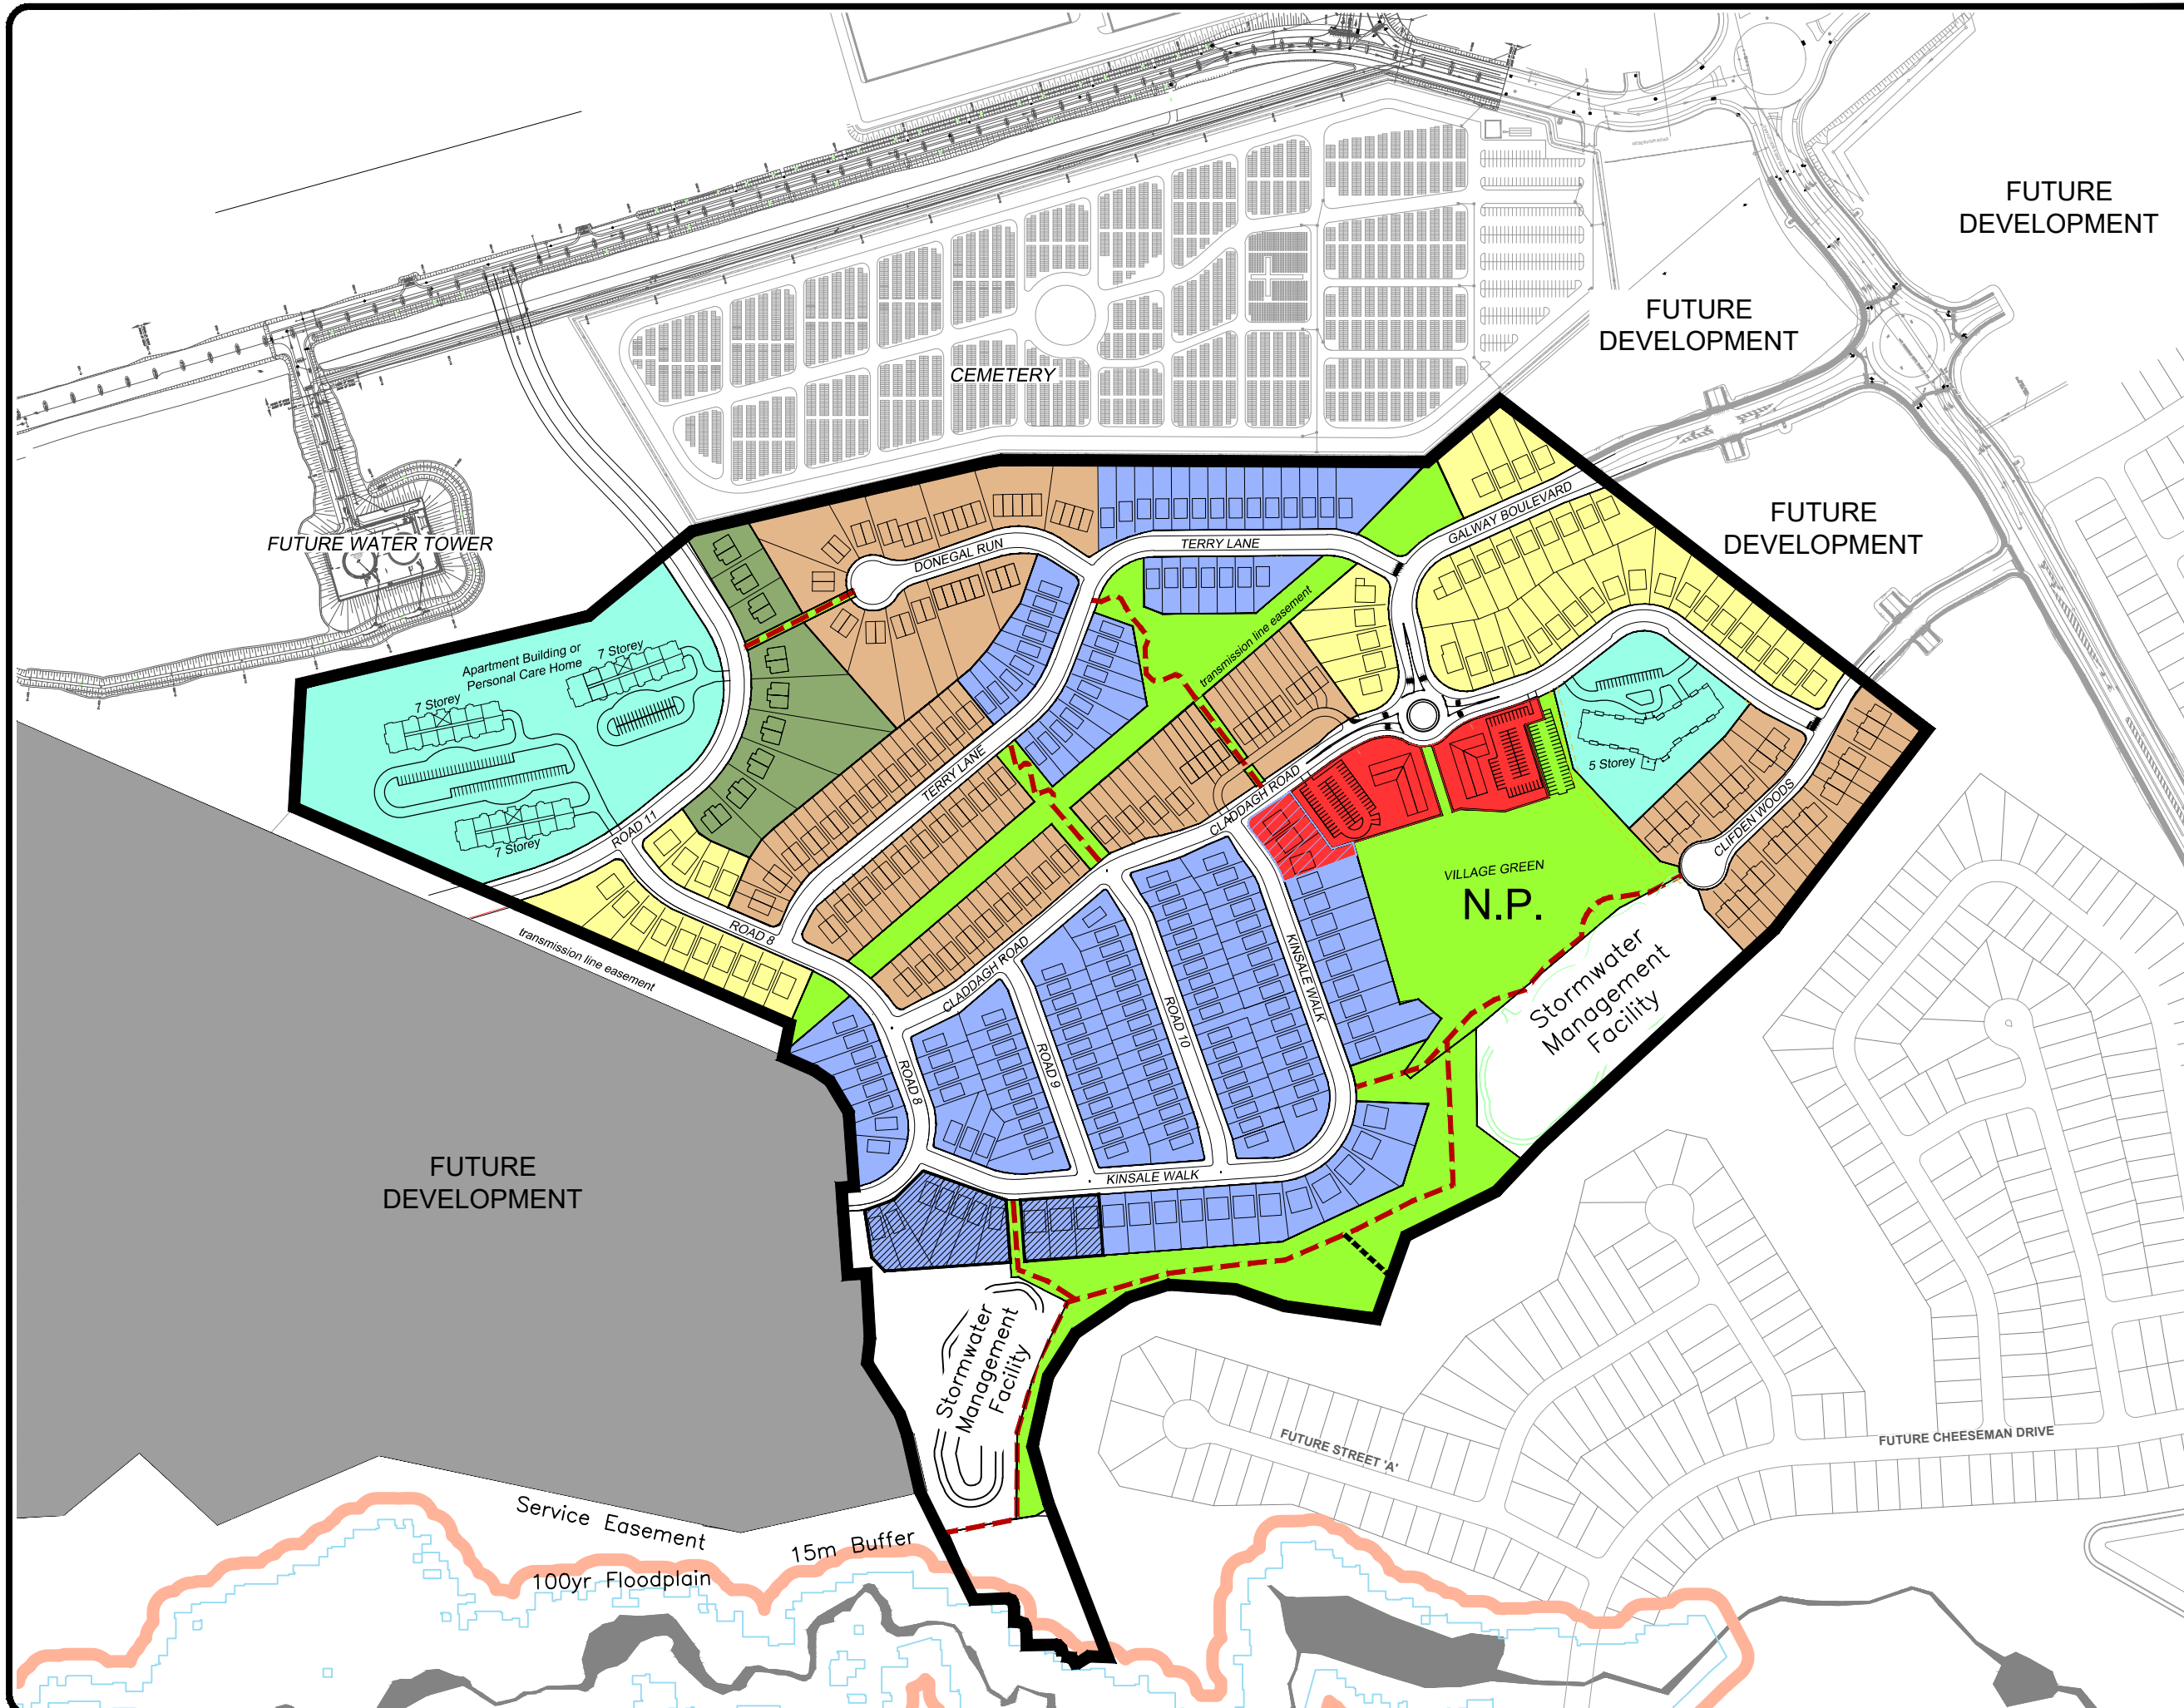 FUTURE
DEVELOPMENT
FUTURE
DEVELOPMENT
CEMETERY
FUTURE
DEVELOPMENT
FUTURE WATER TOWER
GALWAY BOULEVARD
TERRY LANE
DONEGAL RUN
transmission line easement
Apartment Building or
Personal Care Home
7 Storey
7 Storey
7 Storey
5 Storey
TERRY LANE
CLADDAGH ROAD
CLIFDEN WOODS
ROAD 11
VILLAGE GREEN
N.P.
ROAD 8
transmission line easement
CLADDAGH ROAD
KINSALE WALK
Stormwater
Management
Facility
ROAD 10
ROAD 9
ROAD 8
FUTURE
DEVELOPMENT
KINSALE WALK
Stormwater
Management
Facility
FUTURE STREET 'A'
FUTURE CHEESEMAN DRIVE
Service Easement
15m Buffer
100yr Floodplain